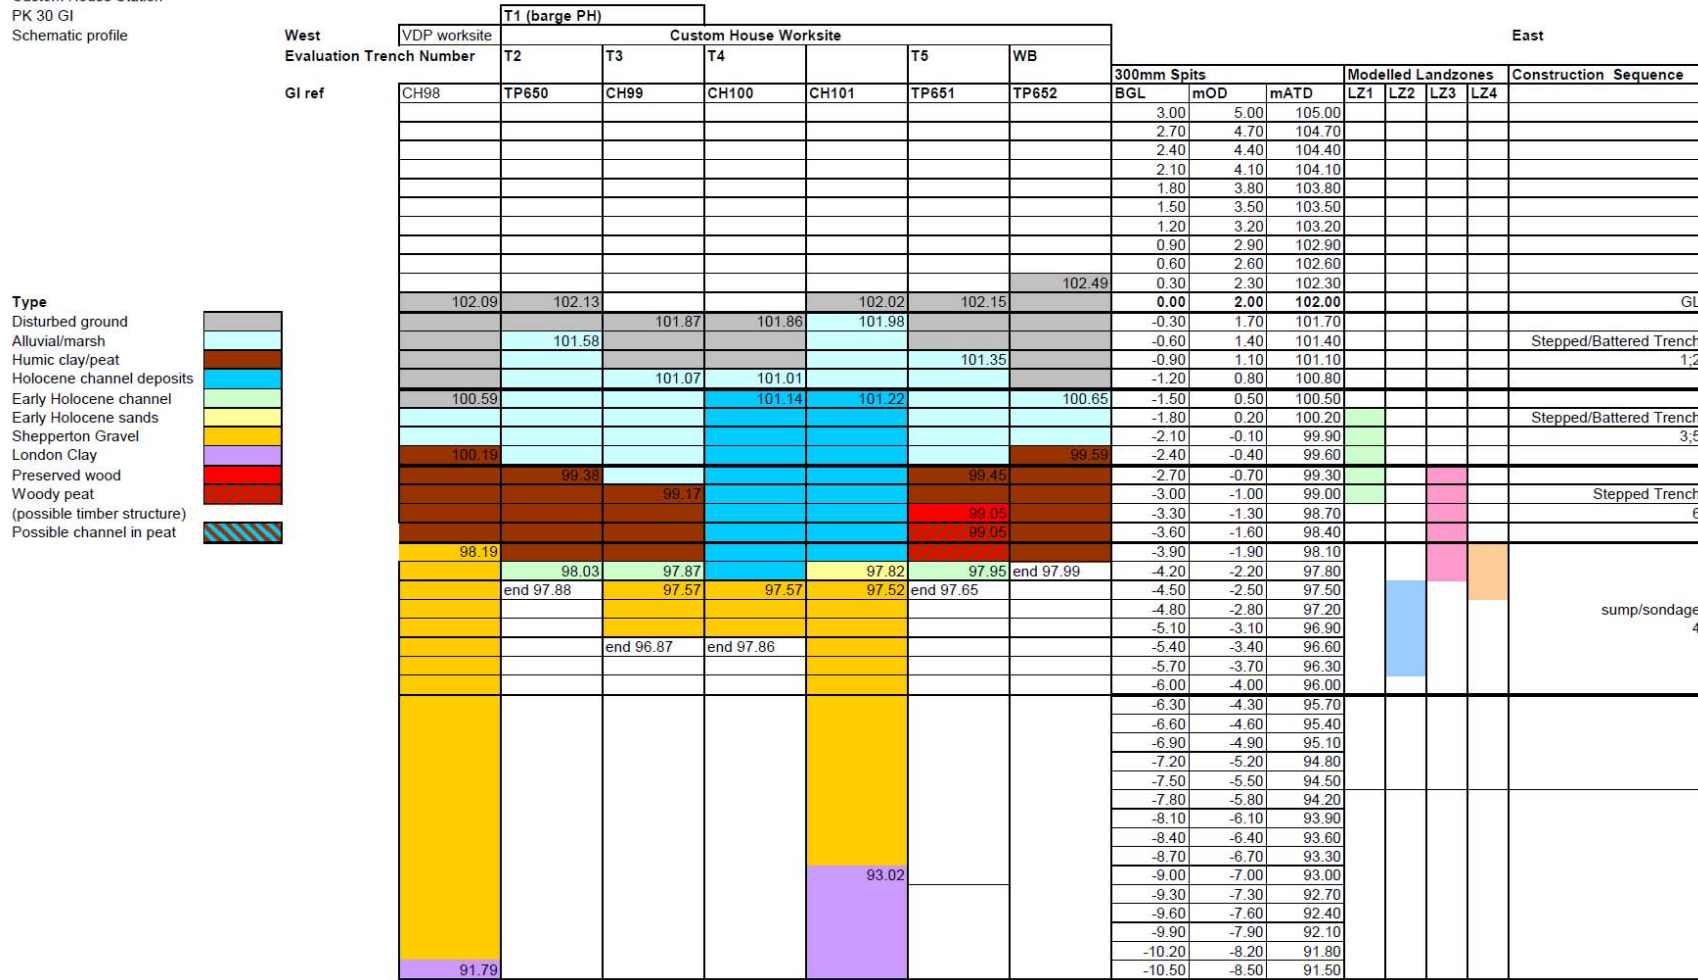 PK 30 GI T1 (barge PH)
Schematic profile West VDP worksite Custom House Worksite East
Evaluation Trench Number T2 T3 T4 T5 WB
300mm Spits Modelled Landzones Construction Sequence
GI ref CH98 TP650 CH99 CH100 CH101 TP651 TP652 BGL mOD mATD LZ1 LZ2 LZ3 LZ4
3.00 5.00 105.00
2.70 4.70 104.70
2.40 4.40 104.40
2.10 4.10 104.10
1.80 3.80 103.80
1.50 3.50 103.50
1.20 3.20 103.20
0.90 2.90 102.90
0.60 2.60 102.60
102.49 0.30 2.30 102.30
Type 102.09 102.13 102.02 102.15 0.00 2.00 102.00 GL
Disturbed ground 101.87 101.86 101.98 -0.30 1.70 101.70
Alluvial/marsh 101.58 -0.60 1.40 101.40 Stepped/Battered Trench
Humic clay/peat 101.35 -0.90 1.10 101.10 1;2
Holocene channel deposits 101.07 101.01 -1.20 0.80 100.80
Early Holocene channel 100.59 101.14 101.22 100.65 -1.50 0.50 100.50
Early Holocene sands -1.80 0.20 100.20 Stepped/Battered Trench
Shepperton Gravel -2.10 -0.10 99.90 3;5
London Clay 100.19 99.59 -2.40 -0.40 99.60
Preserved wood 99.38 99.45 -2.70 -0.70 99.30
Woody peat 99.17 -3.00 -1.00 99.00 Stepped Trench
(possible timber structure) 99.05 -3.30 -1.30 98.70 6
Possible channel in peat 99.05 -3.60 -1.60 98.40
98.19 -3.90 -1.90 98.10
98.03 97.87 97.82 97.95 end 97.99 -4.20 -2.20 97.80
end 97.88 97.57 97.57 97.52 end 97.65 -4.50 -2.50 97.50
-4.80 -2.80 97.20 sump/sondage
-5.10 -3.10 96.90 4
end 96.87 end 97.86 -5.40 -3.40 96.60
-5.70 -3.70 96.30
-6.00 -4.00 96.00
-6.30 -4.30 95.70
-6.60 -4.60 95.40
-6.90 -4.90 95.10
-7.20 -5.20 94.80
-7.50 -5.50 94.50
-7.80 -5.80 94.20
-8.10 -6.10 93.90
-8.40 -6.40 93.60
-8.70 -6.70 93.30
93.02 -9.00 -7.00 93.00
-9.30 -7.30 92.70
-9.60 -7.60 92.40
-9.90 -7.90 92.10
-10.20 -8.20 91.80
91.79 -10.50 -8.50 91.50